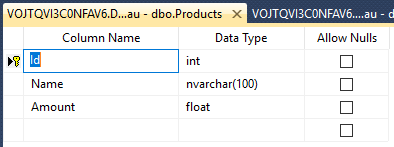 VOJTQVI3C0NFAV6.D...au - dbo.Products VOJTQVI3C0NFAV6....au - dbo
Column Name Data Type Allow Nulls
Id int
Name nvarchar(100)
Amount float